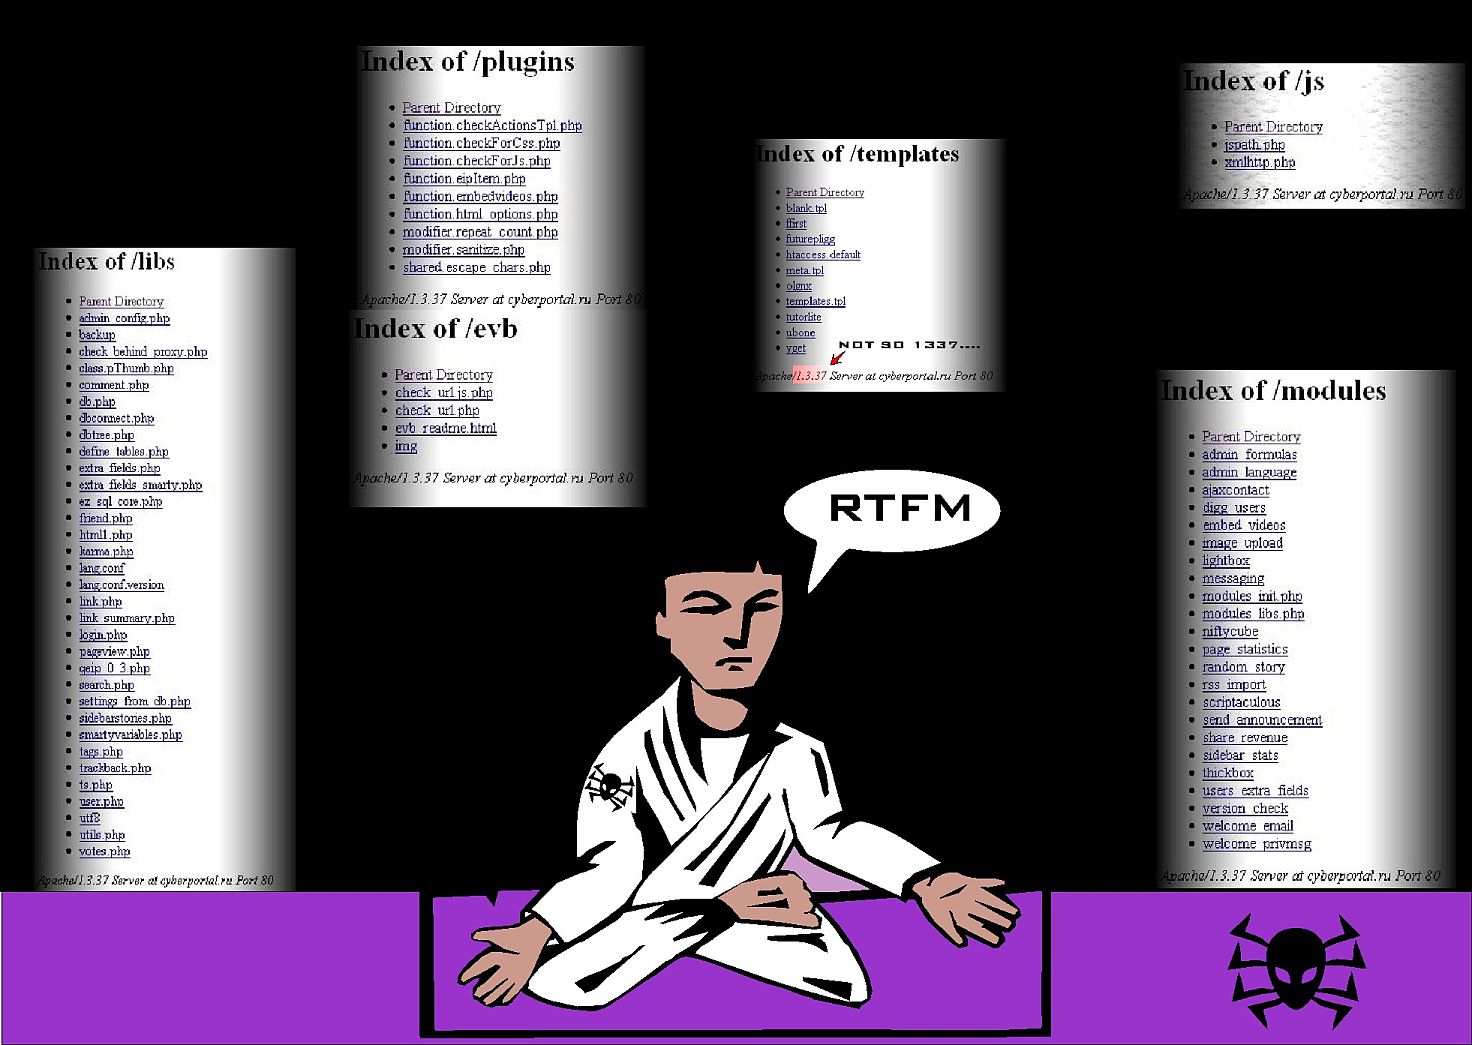 Index of /plugins
Parent Directory
function.checkActionsTpl.php
function.checkForCss.php
function.checkForJs.php
function.eipItem.php
function.embedvideos.php
function.html_options.php
modifier.repeat_count.php
modifier.sanitize.php
shared.escape_chars.php
Apache/1.3.37 Server at cyberportal.ru Port 80
Index of /evb
Parent Directory
check_url.js.php
check_url.php
evb_readme.html
img
Apache/1.3.37 Server at cyberportal.ru Port 80
Index of /libs
Parent Directory
admin_config.php
backup
check_behind_proxy.php
class.pThumb.php
comment.php
db.php
dbconnect.php
dbtree.php
define_tables.php
extra_fields.php
extra_fields_smarty.php
ez_sql_core.php
friend.php
html1.php
karma.php
lang.conf
lang.conf.version
link.php
link_summary.php
login.php
pageview.php
qeip_0_3.php
search.php
settings_from_db.php
sidebarstories.php
smartyvariables.php
tags.php
trackback.php
ts.php
user.php
utf8
utils.php
votes.php
Apache/1.3.37 Server at cyberportal.ru Port 80
Index of /templates
Parent Directory
blank.tpl
ffirst
futurepligg
htaccess.default
meta.tpl
olgnx
templates.tpl
tutorlite
ubone
yget
NOT SO 1337....
Apache/1.3.37 Server at cyberportal.ru Port 80
Index of /js
Parent Directory
jspath.php
xmlhttp.php
Apache/1.3.37 Server at cyberportal.ru Port 80
Index of /modules
Parent Directory
admin_formulas
admin_language
ajaxcontact
digg_users
embed_videos
image_upload
lightbox
messaging
modules_init.php
modules_libs.php
niftycube
page_statistics
random_story
rss_import
scriptaculous
send_announcement
share_revenue
sidebar_stats
thickbox
users_extra_fields
version_check
welcome_email
welcome_privmsg
Apache/1.3.37 Server at cyberportal.ru Port 80
RTFM